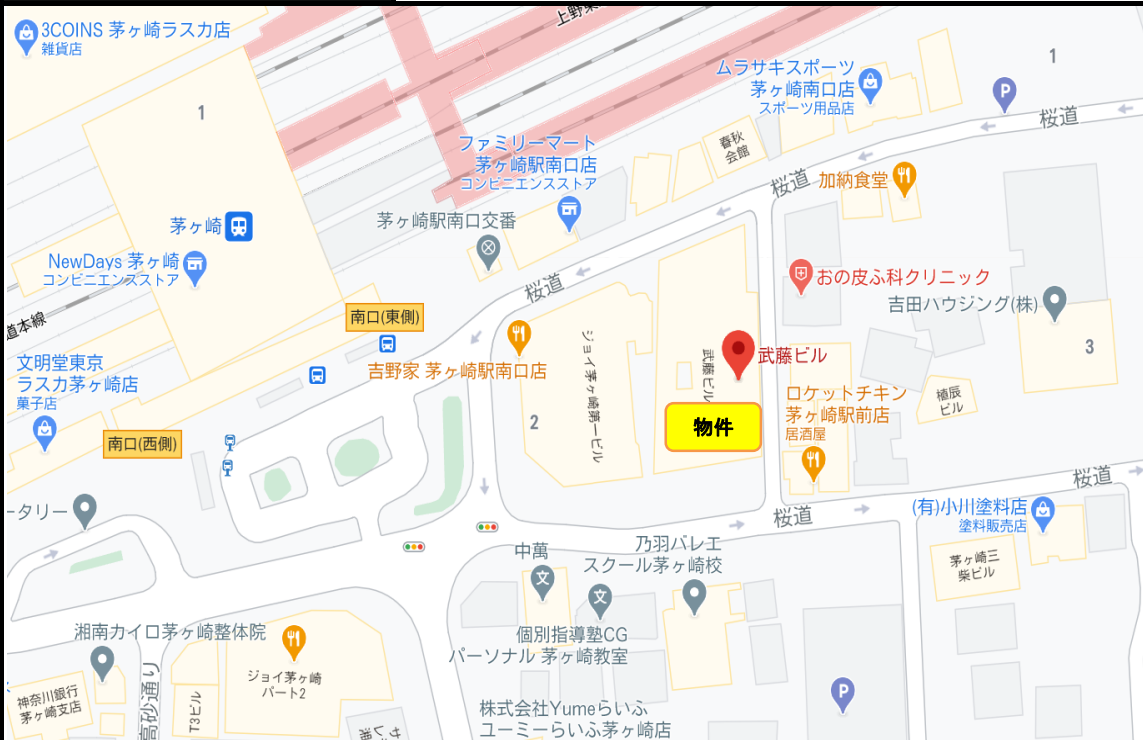 3COINS 茅ヶ崎ラスカ店
雑貨店
1
上野東
1
ムラサキスポーツ
茅ヶ崎南口店
スポーツ用品店
P
桜道
ファミリーマート
茅ヶ崎駅南口店
コンビニエンスストア
春秋
会館
桜道
加納食堂
茅ヶ崎
茅ヶ崎駅南口交番
NewDays 茅ヶ崎
コンビニエンスストア
桜道
おの皮ふ科クリニック
吉田ハウジング(株)
道本線
南口(東側)
文明堂東京
ラスカ茅ヶ崎店
菓子店
吉野家 茅ヶ崎駅南口店
ジョイ茅ヶ崎第一ビル
武藤ビル
武藤ビル
3
ロケットチキン
茅ヶ崎駅前店
居酒屋
植辰
ビル
2
物件
南口(西側)
桜道
ータリー
桜道
(有)小川塗料店
塗料販売店
中萬
乃羽バレエ
スクール茅ヶ崎校
茅ヶ崎三
柴ビル
湘南カイロ茅ヶ崎整体院
個別指導塾CG
パーソナル 茅ヶ崎教室
ジョイ茅ヶ崎
パート2
神奈川銀行
茅ヶ崎支店
高砂通り
T3ビル
P
株式会社Yumeらいふ
ユーミーらいふ茅ヶ崎店